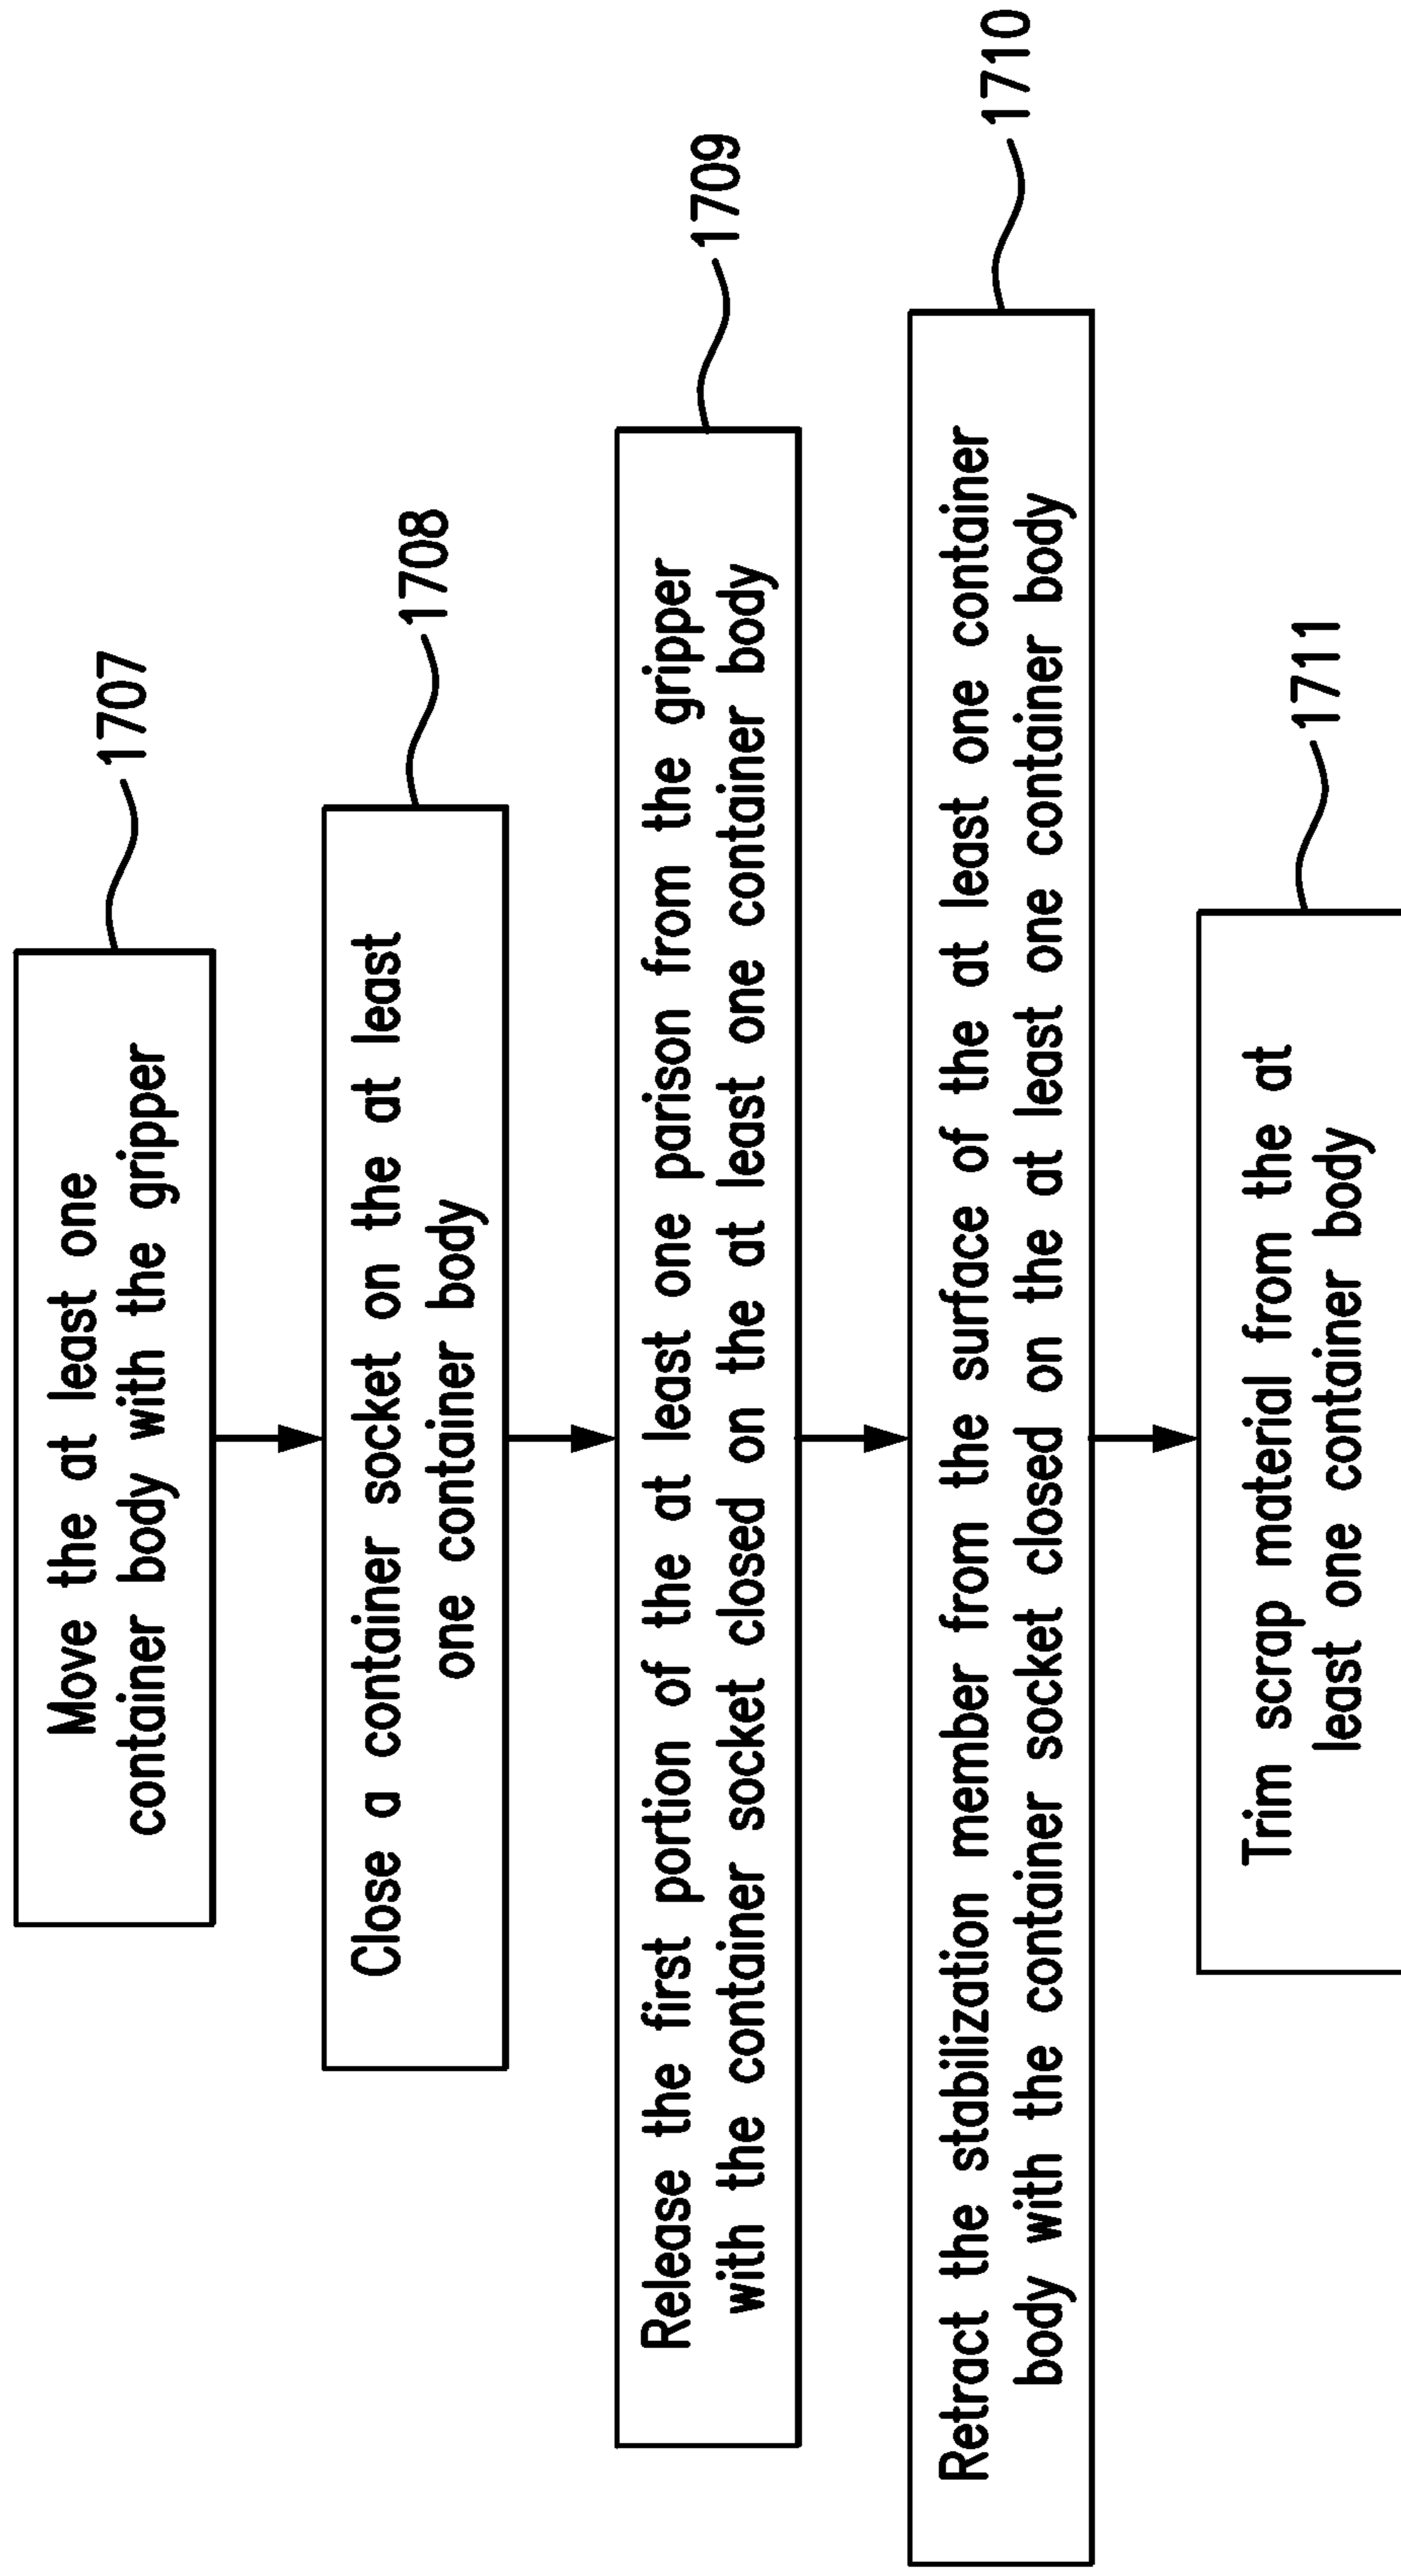 Move the at least one
container body with the gripper
1707
Close a container socket on the at least
one container body
1708
Release the first portion of the at least one parison from the gripper
with the container socket closed on the at least one container body
1709
Retract the stabilization member from the surface of the at least one container
body with the container socket closed on the at least one container body
1710
Trim scrap material from the at
least one container body
1711